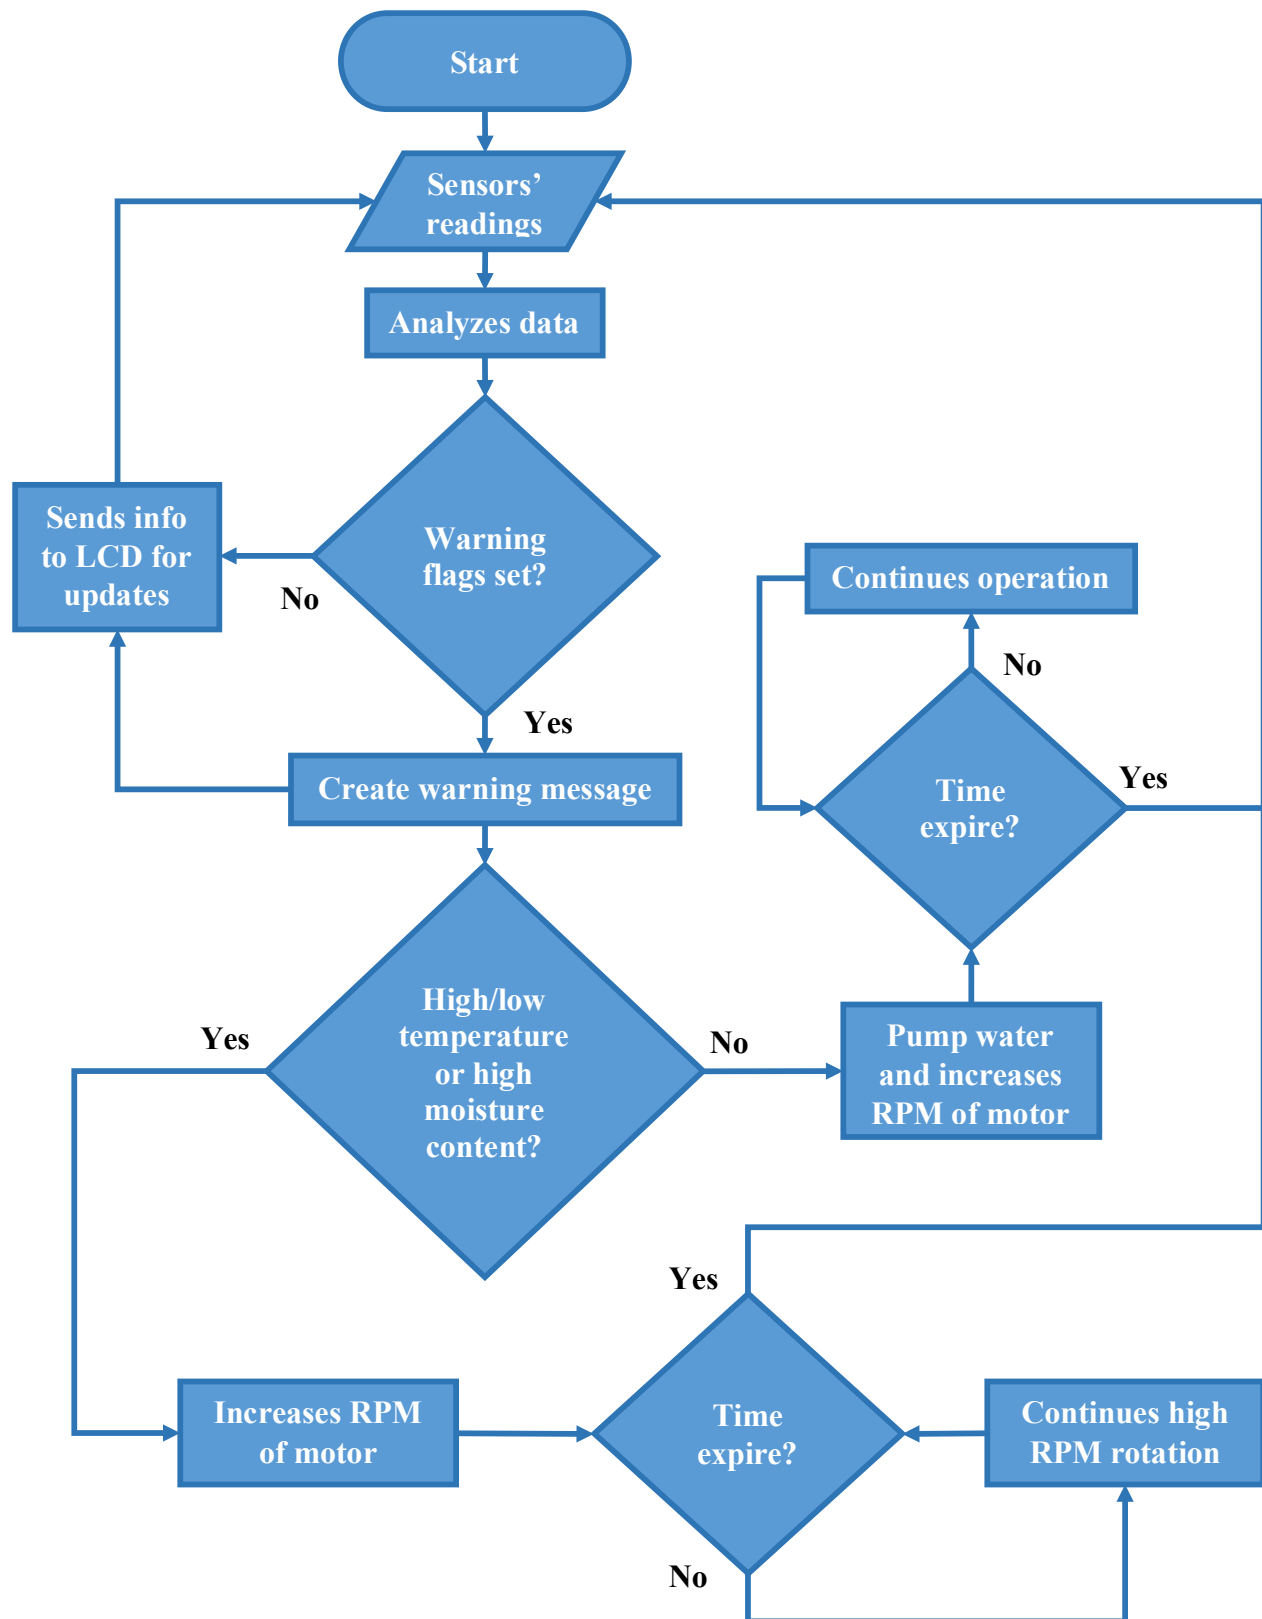 Start
Sensors’
readings
Analyzes data
Warning
flags set?
No
Sends info
to LCD for
updates
Yes
Create warning message
Continues operation
No
Time
expire?
Yes
High/low
temperature
or high
moisture
content?
Yes
No
Pump water
and increases
RPM of motor
Increases RPM
of motor
Yes
Time
expire?
No
Continues high
RPM rotation